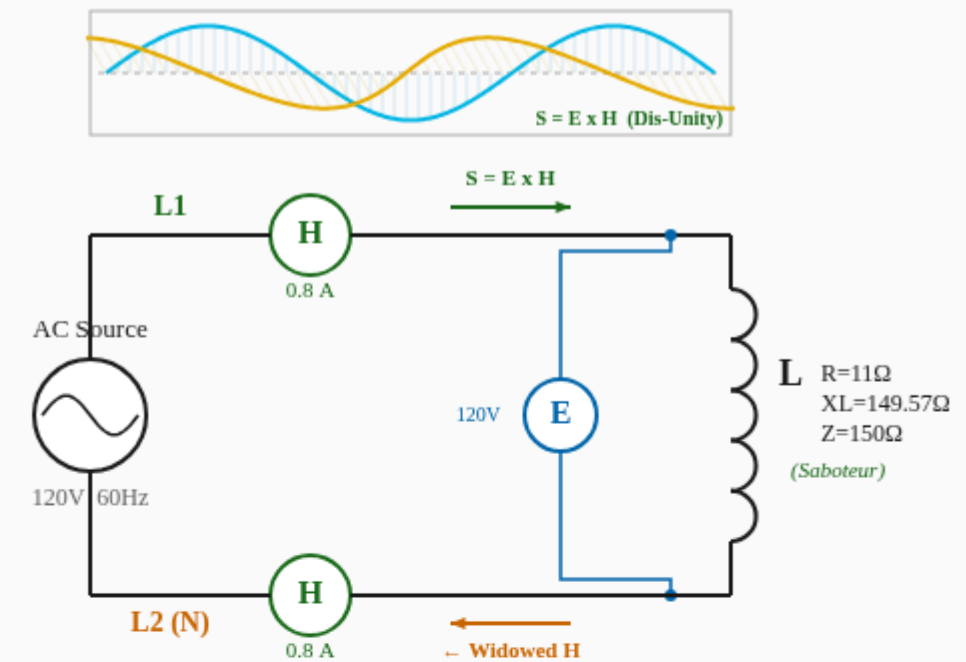 S = E x H (Dis-Unity)
S = E x H
L1
H
0.8 A
AC Source
120V 60Hz
120V
E
L
R=11Ω
XL=149.57Ω
Z=150Ω
(Saboteur)
H
L2 (N)
0.8 A
← Widowed H